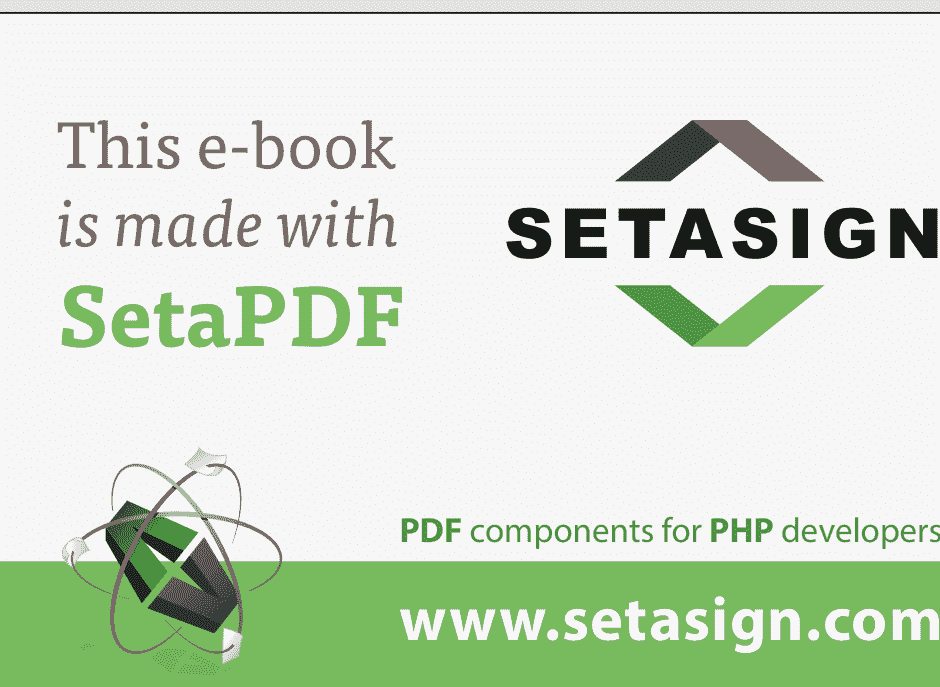 This e-book
is made with
SetaPDF
SETASIGN
PDF components for PHP developers
www.setasign.com